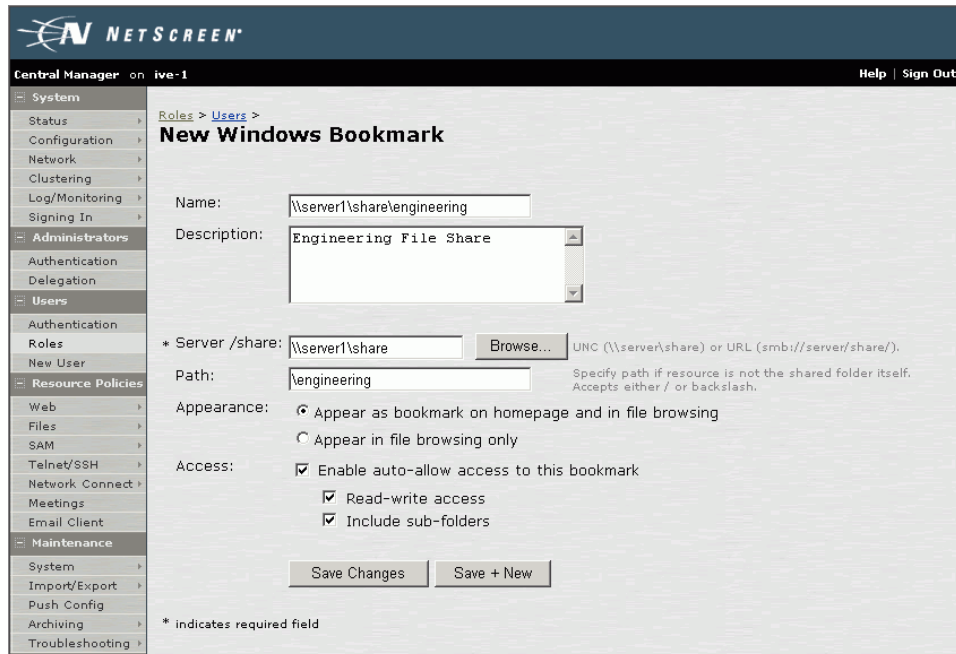 NETSCREEN
Central Manager on ive-1
Help | Sign Out
System
Status
Configuration
Network
Clustering
Log/Monitoring
Signing In
Administrators
Authentication
Delegation
Users
Authentication
Roles
New User
Resource Policies
Web
Files
SAM
Telnet/SSH
Network Connect
Meetings
Email Client
Maintenance
System
Import/Export
Push Config
Archiving
Troubleshooting
Roles > Users >
New Windows Bookmark
Name: \\server1\share\engineering
Description: Engineering File Share
* Server /share: \\server1\share Browse... UNC (\\server\share) or URL (smb://server/share/).
Path: \engineering Specify path if resource is not the shared folder itself.
Accepts either / or backslash.
Appearance: Appear as bookmark on homepage and in file browsing
Appear in file browsing only
Access: Enable auto-allow access to this bookmark
Read-write access
Include sub-folders
Save Changes Save + New
* indicates required field